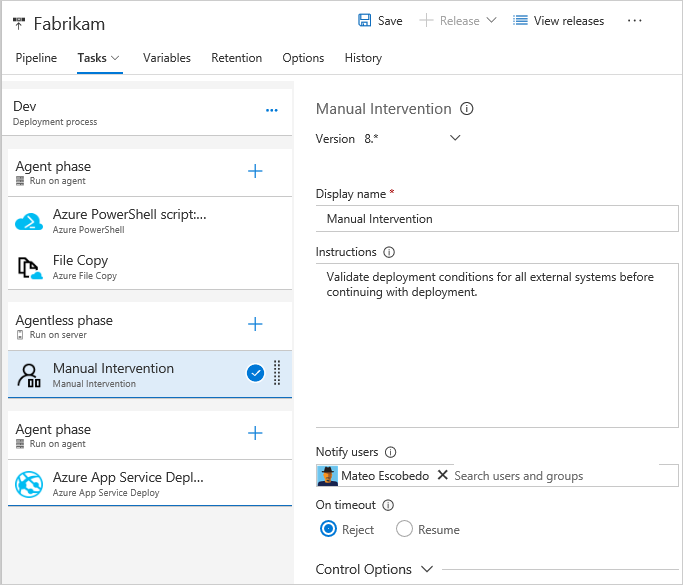 Fabrikam
Save
Release
View releases
...
Pipeline
Tasks
Variables
Retention
Options
History
Dev
Deployment process
Agent phase
Run on agent
Azure PowerShell script:...
Azure PowerShell
File Copy
Azure File Copy
Agentless phase
Run on server
Manual Intervention
Manual Intervention
Agent phase
Run on agent
Azure App Service Depl...
Azure App Service Deploy
Manual Intervention
Version 8.*
Display name *
Manual Intervention
Instructions
Validate deployment conditions for all external systems before
continuing with deployment.
Notify users
Mateo Escobedo
Search users and groups
On timeout
Reject
Resume
Control Options